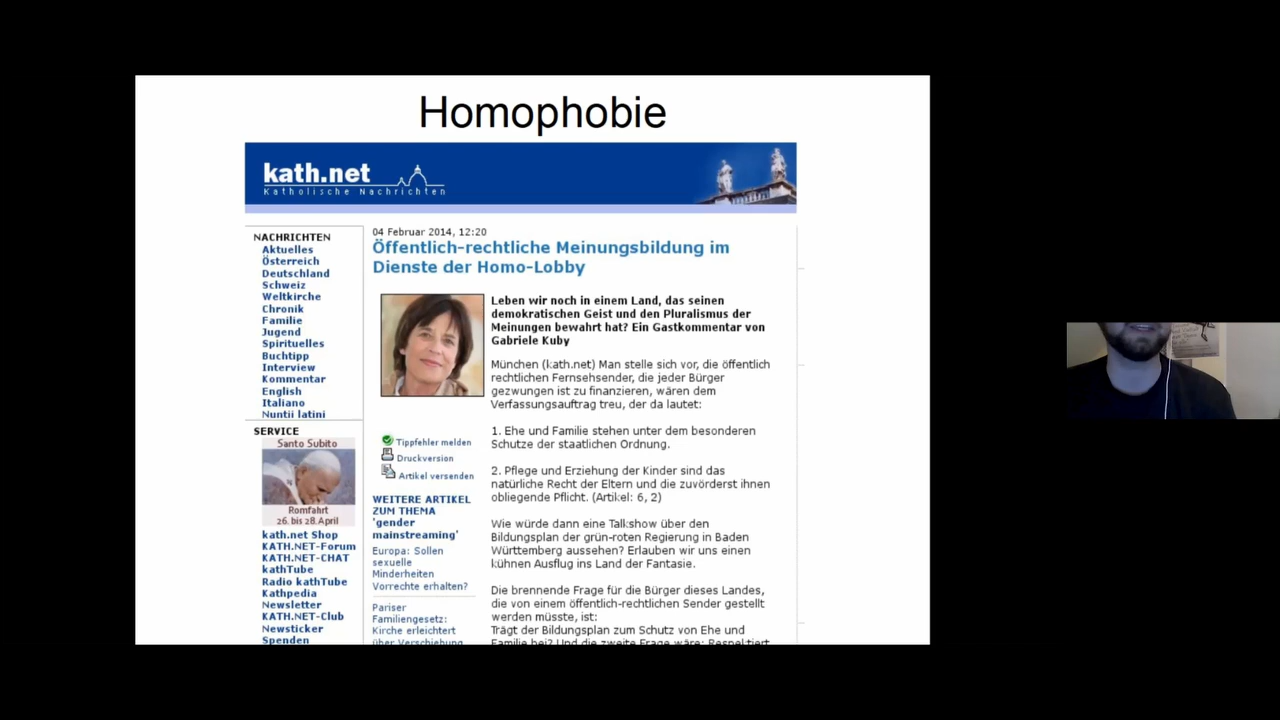 Homophobie
kath.net
Katholische Nachrichten
NACHRICHTEN
Aktuelles
Österreich
Deutschland
Schweiz
Weltkirche
Chronik
Familie
Jugend
Spirituelles
Buchtipp
Interview
Kommentar
English
Italiano
Nuntii latini
SERVICE
Santo Subito
Romfahrt
26. bis 28.April
kath.net Shop
KATH.NET-Forum
KATH.NET-CHAT
kathTube
Radio kathTube
Kathpedia
Newsletter
KATH.NET-Club
Newsticker
Spenden
04 Februar 2014, 12:20
Öffentlich-rechtliche Meinungsbildung im
Dienste der Homo-Lobby
Tippfehler melden
Druckversion
Artikel versenden
WEITERE ARTIKEL
ZUM THEMA
'gender
mainstreaming'
Europa: Sollen
sexuelle
Minderheiten
Vorrechte erhalten?
Pariser
Familiengesetz:
Kirche erleichtert
über Verschiebung
Leben wir noch in einem Land, das seinen
demokratischen Geist und den Pluralismus der
Meinungen bewahrt hat? Ein Gastkommentar von
Gabriele Kuby
München (kath.net) Man stelle sich vor, die öffentlich
rechtlichen Fernsehsender, die jeder Bürger
gezwungen ist zu finanzieren, wären dem
Verfassungsauftrag treu, der da lautet:
1. Ehe und Familie stehen unter dem besonderen
Schutze der staatlichen Ordnung.
2. Pflege und Erziehung der Kinder sind das
natürliche Recht der Eltern und die zuvörderst ihnen
obliegende Pflicht. (Artikel: 6, 2)
Wie würde dann eine Talkshow über den
Bildungsplan der grün-roten Regierung in Baden
Württemberg aussehen? Erlauben wir uns einen
kühnen Ausflug ins Land der Fantasie.
Die brennende Frage für die Bürger dieses Landes,
die von einem öffentlich-rechtlichen Sender gestellt
werden müsste, ist:
Trägt der Bildungsplan zum Schutz von Ehe und
Familie bei? Und die zweite Frage wäre: Respektiert